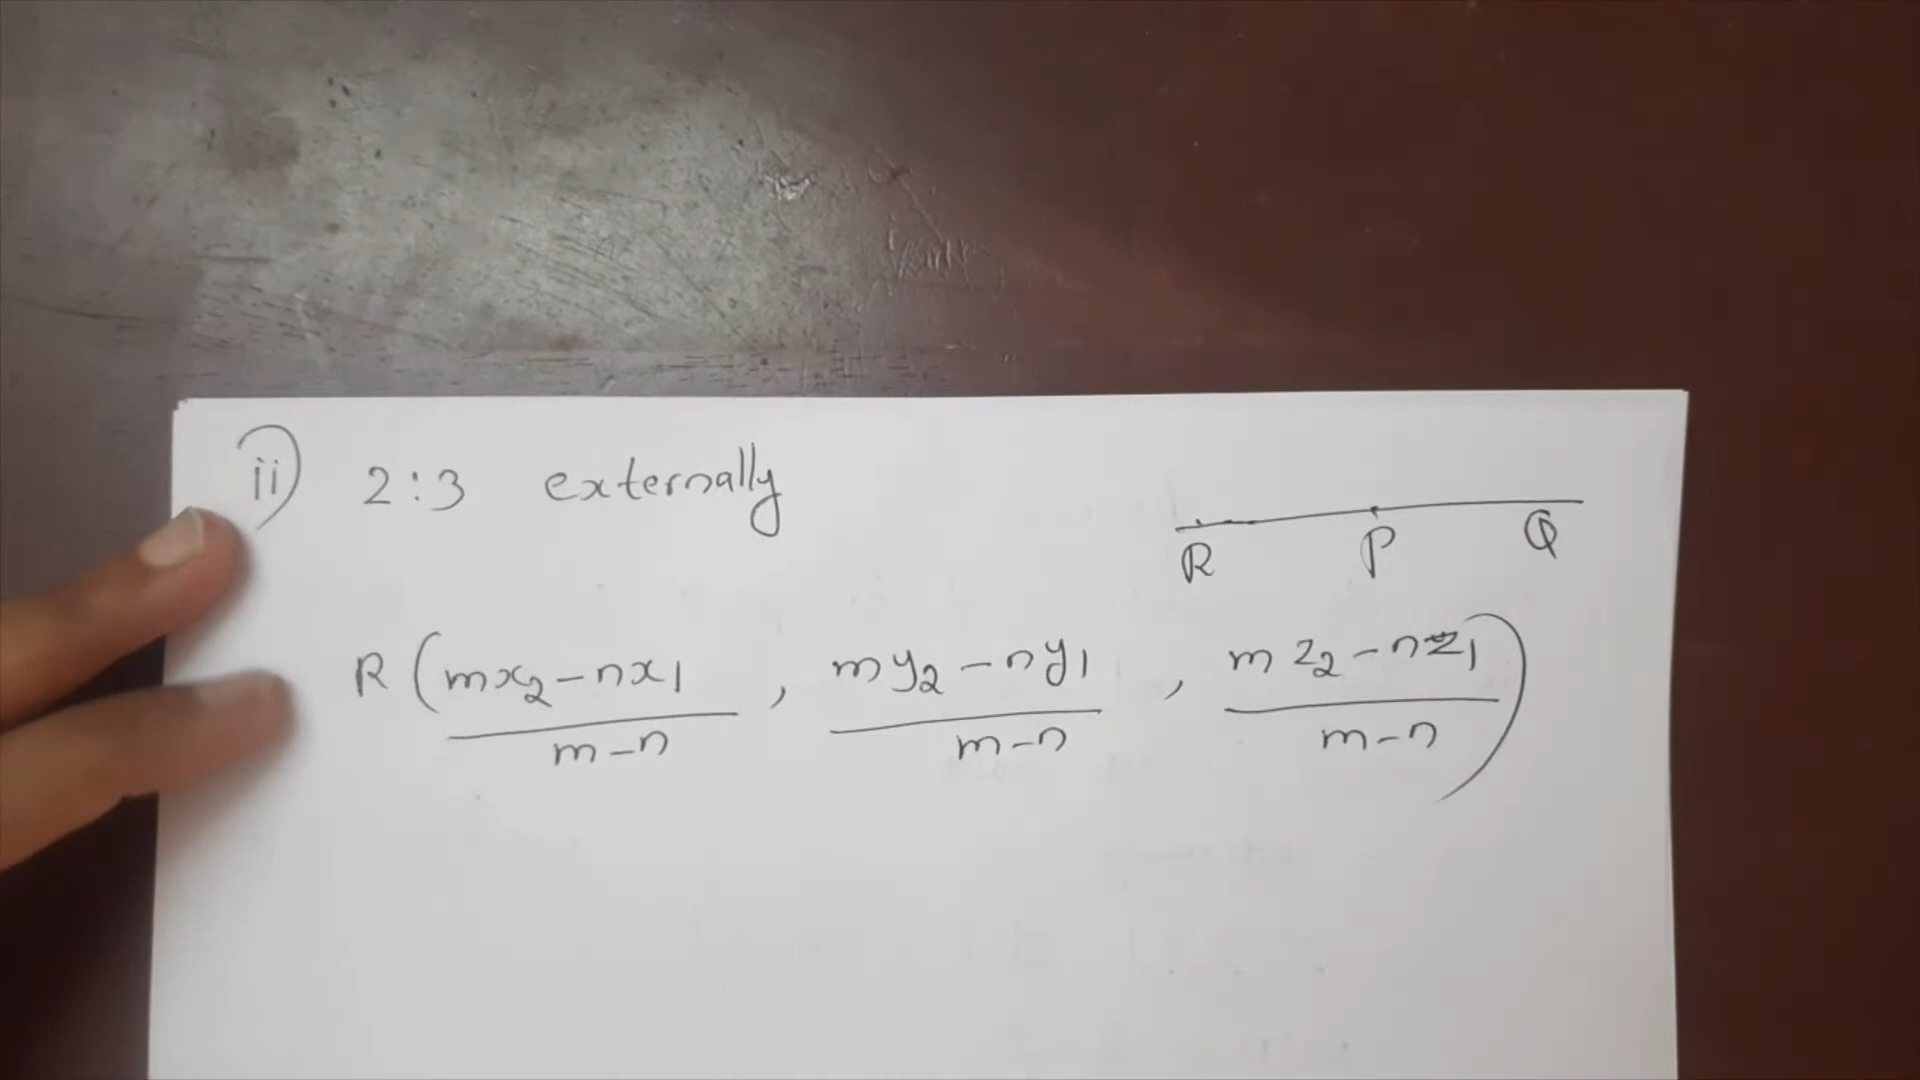 ii) 2:3 externally
R P Q
R (mx₂-nx₁/m-n , my₂-ny₁/m-n , mz₂-nz₁/m-n)